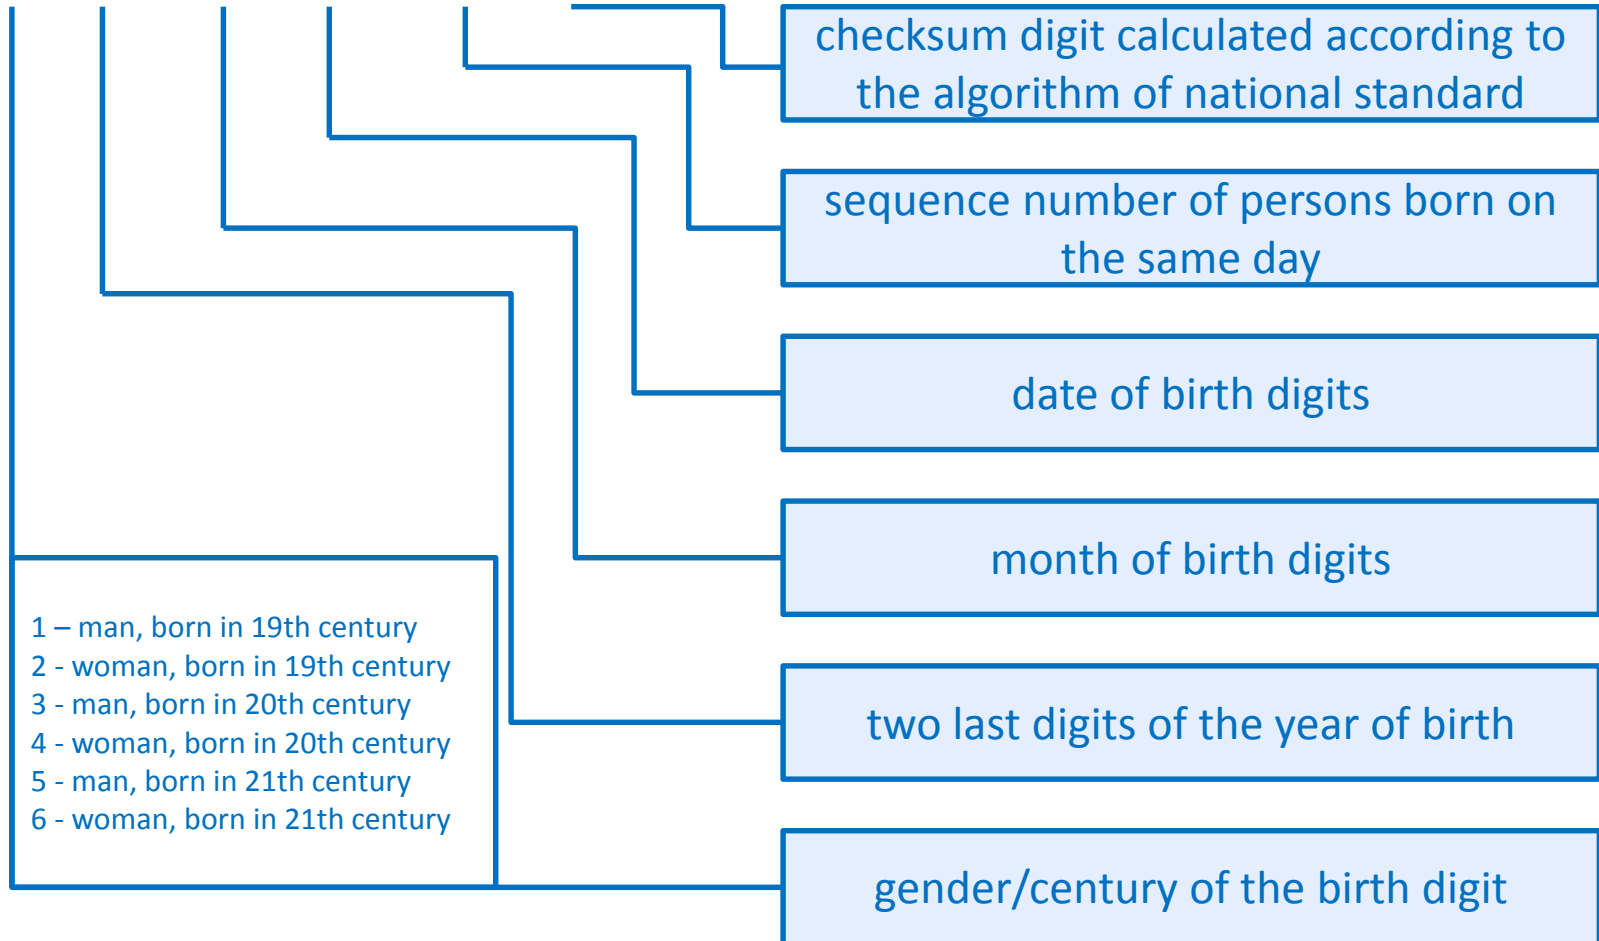 checksum digit calculated according to
the algorithm of national standard
sequence number of persons born on
the same day
date of birth digits
month of birth digits
1 – man, born in 19th century
2 - woman, born in 19th century
3 - man, born in 20th century
4 - woman, born in 20th century
5 - man, born in 21th century
6 - woman, born in 21th century
two last digits of the year of birth
gender/century of the birth digit